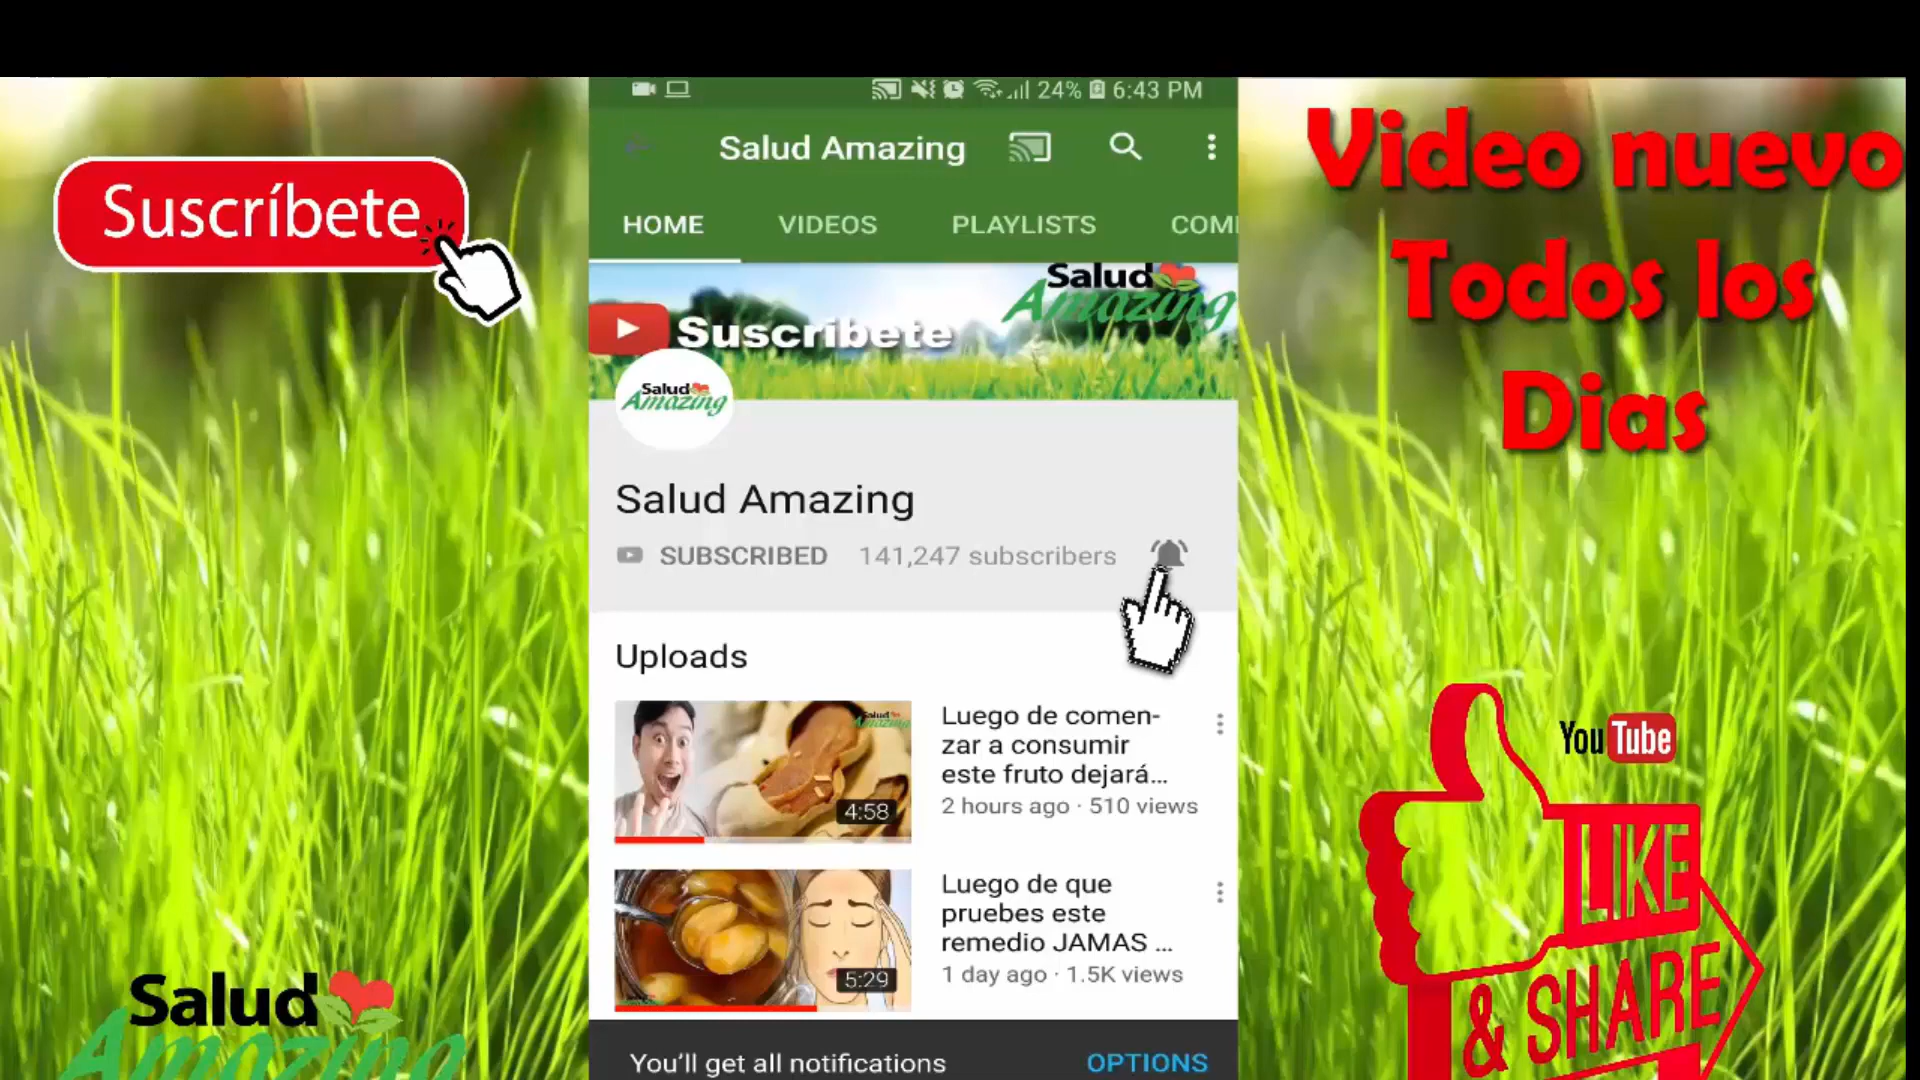 Suscríbete
24% 6:43 PM
Salud Amazing
HOME VIDEOS PLAYLISTS COM
Salud
Amazing
Suscribete
Salud
Amazing
Salud Amazing
SUBSCRIBED 141,247 subscribers
Uploads
Salud
Amazing
4:58
Luego de comen-
zar a consumir
este fruto dejará...
2 hours ago · 510 views
5:29
Luego de que
pruebes este
remedio JAMAS ...
1 day ago · 1.5K views
You'll get all notifications OPTIONS
Video nuevo
Todos los
Dias
YouTube
LIKE
& SHARE
Salud
Amazing